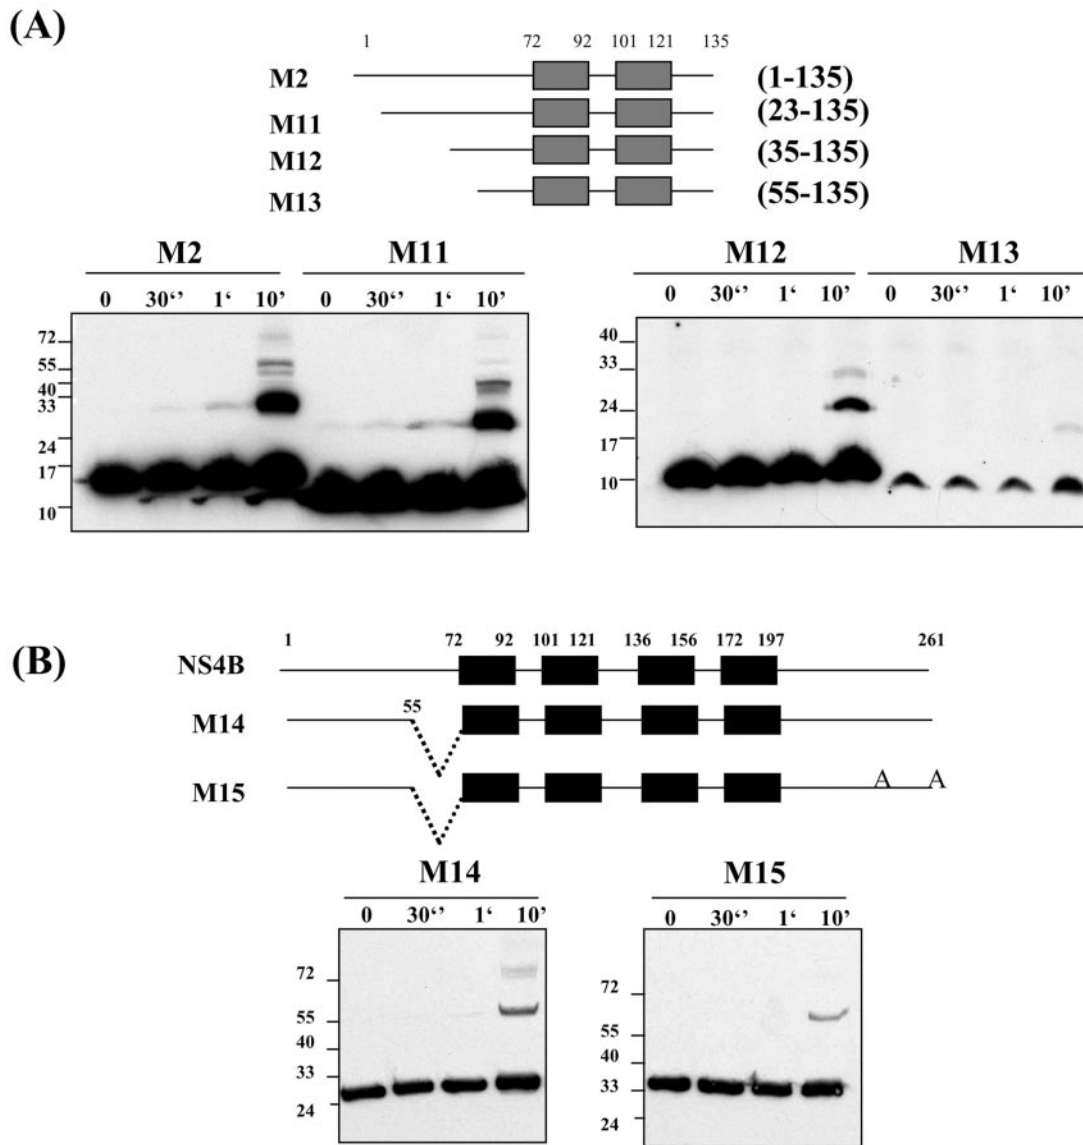 (A)
1 72 92 101 121 135
M2 (1-135)
M11 (23-135)
M12 (35-135)
M13 (55-135)
M2 M11 M12 M13
0 30‘’ 1‘ 10’ 0 30‘’ 1‘ 10’ 0 30‘’ 1‘ 10’ 0 30‘’ 1‘ 10’
72
55
40
33
24
17
10
40
33
24
17
10
(B)
1 72 92 101 121 136 156 172 197 261
NS4B
55
M14
M15 A A
M14 M15
0 30‘’ 1‘ 10’ 0 30‘’ 1‘ 10’
72
55
40
33
24
72
55
40
33
24